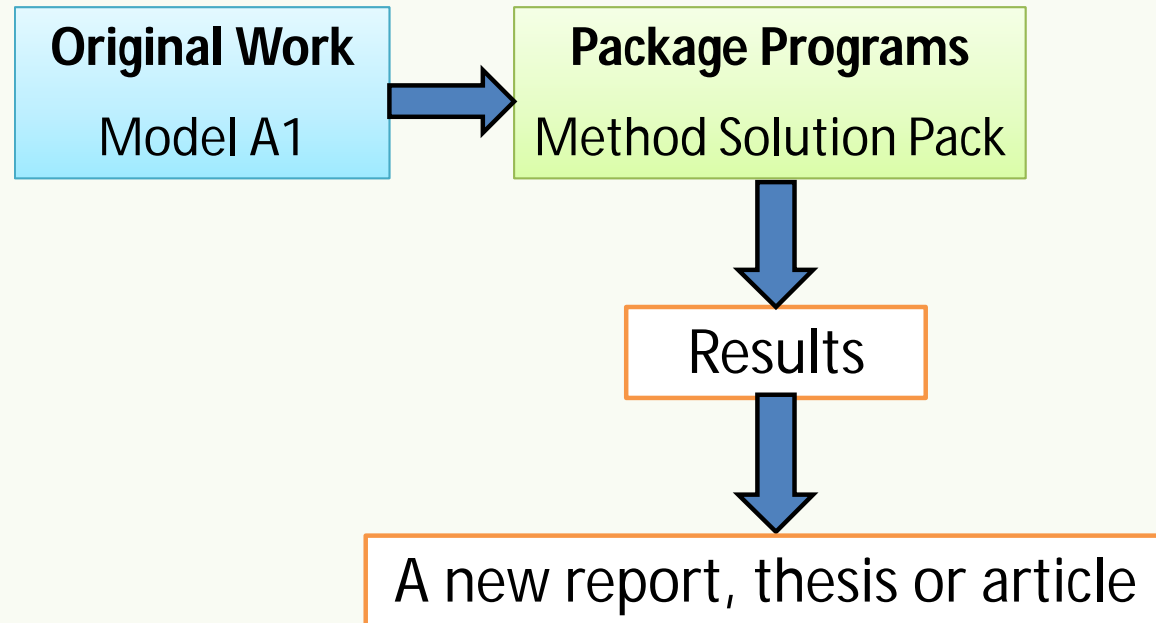 Original Work
Model A1
Package Programs
Method Solution Pack
Results
A new report, thesis or article